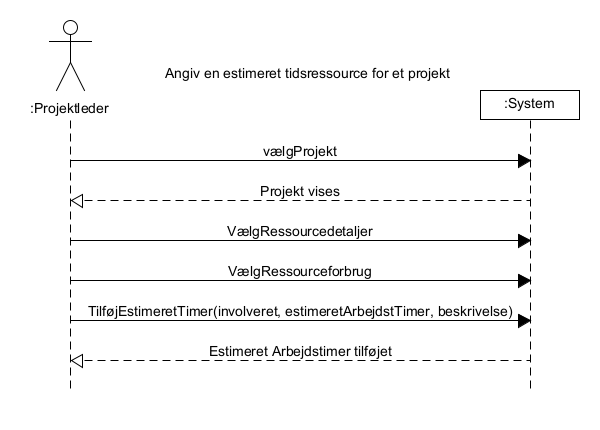 Angiv en estimeret tidsressource for et projekt
:Projektleder
:System
vælgProjekt
Projekt vises
VælgRessourcedetaljer
VælgRessourceforbrug
TilføjEstimeretTimer(involveret, estimeretArbejdstTimer, beskrivelse)
Estimeret Arbejdstimer tilføjet